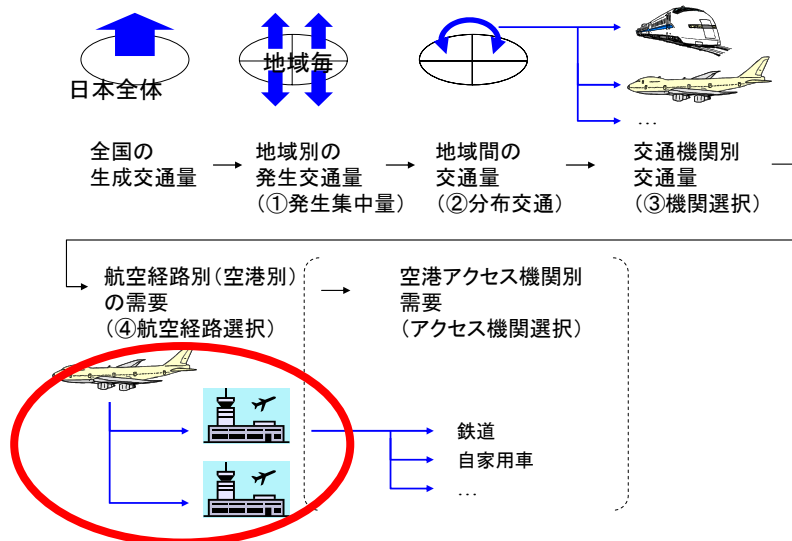 地域毎
日本全体
…
全国の
生成交通量
地域別の
発生交通量
(①発生集中量)
地域間の
交通量
(②分布交通)
交通機関別
交通量
(③機関選択)
航空経路別(空港別)
の需要
(④航空経路選択)
空港アクセス機関別
需要
(アクセス機関選択)
鉄道
自家用車
…